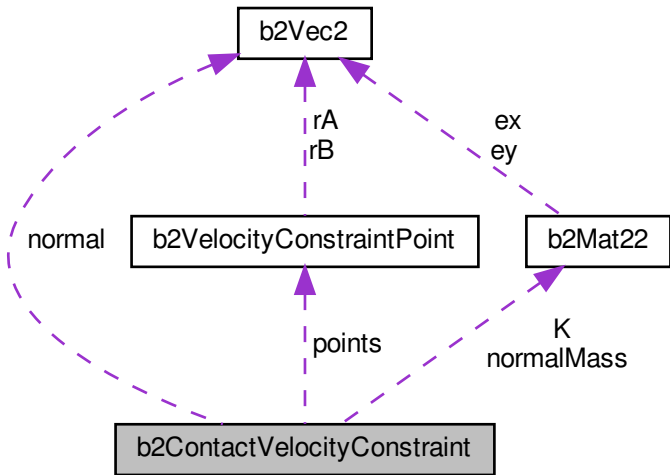 b2Vec2
rA
rB
ex
ey
normal
b2VelocityConstraintPoint
b2Mat22
points
K
normalMass
b2ContactVelocityConstraint